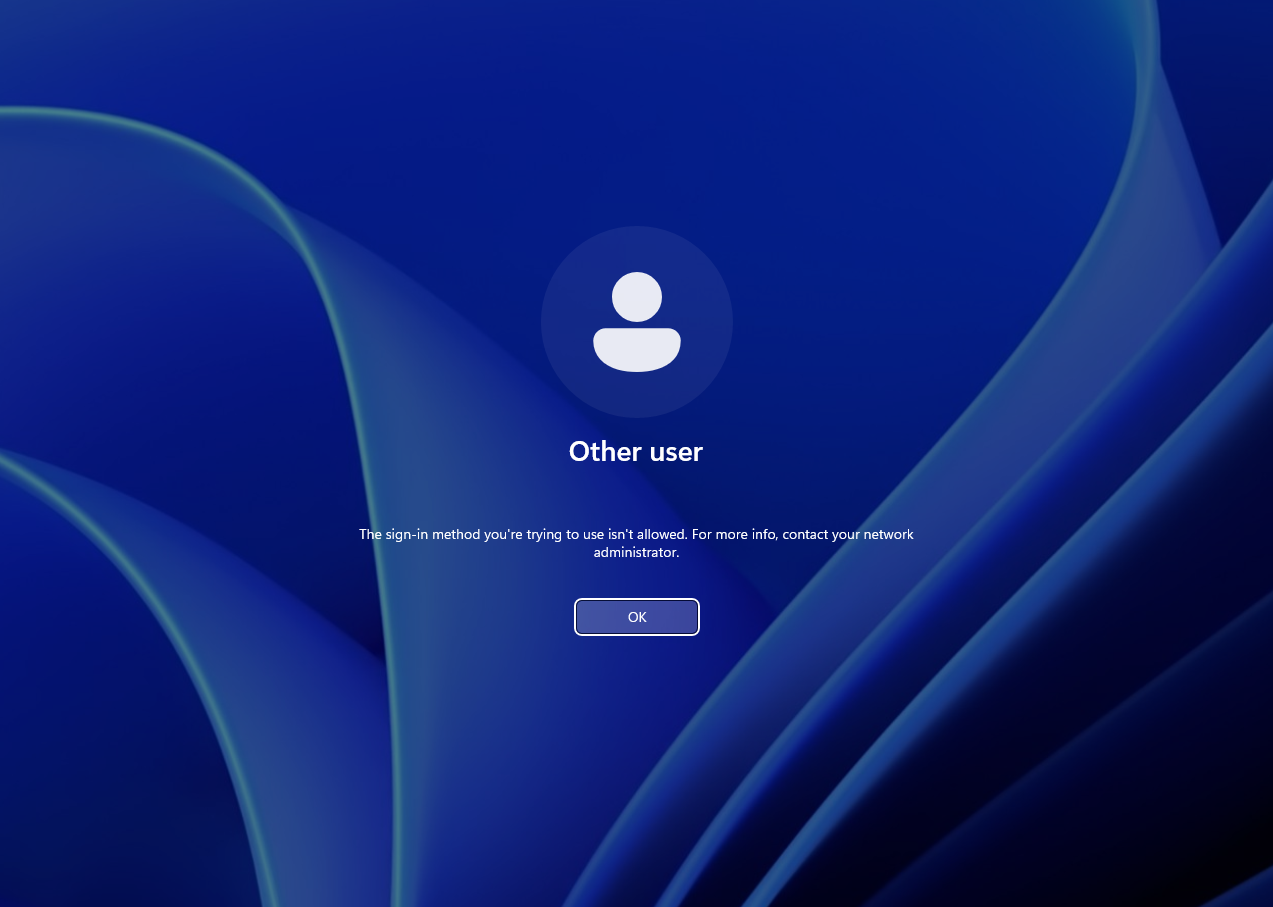 Other user
The sign-in method you're trying to use isn't allowed. For more info, contact your network
administrator.
OK